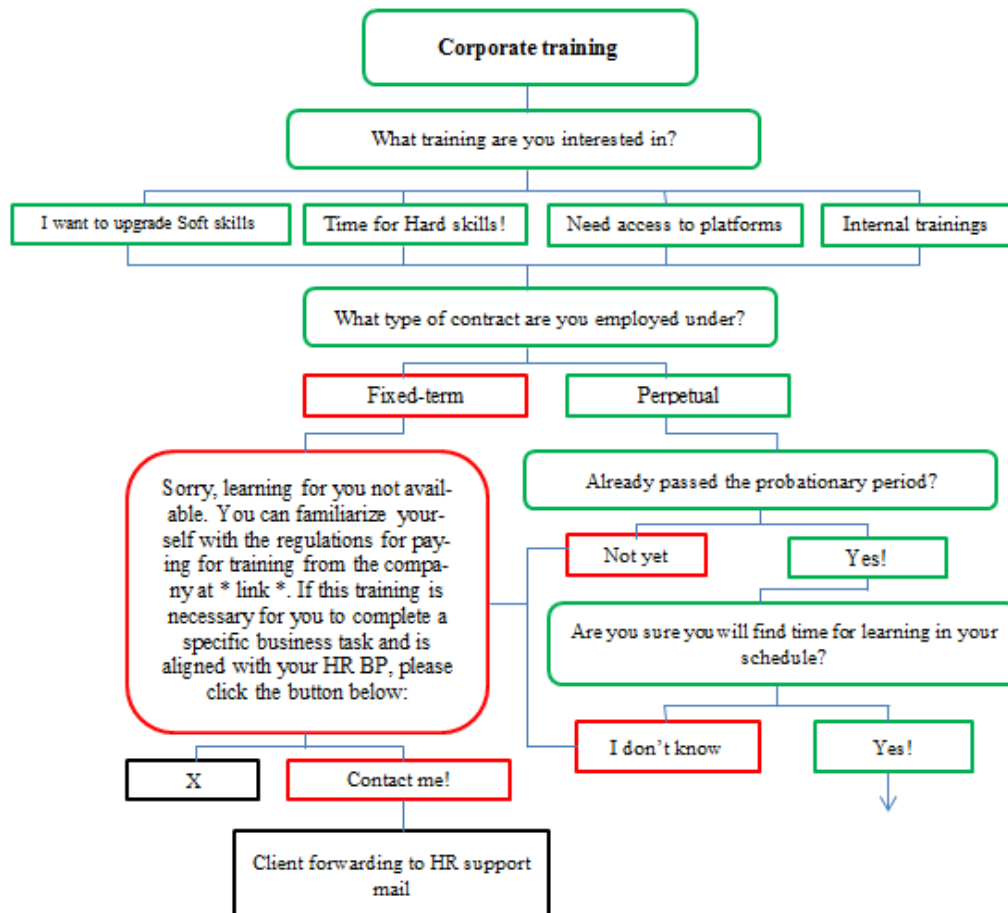 Corporate training
What training are you interested in?
I want to upgrade Soft skills
Time for Hard skills!
Need access to platforms
Internal trainings
What type of contract are you employed under?
Fixed-term
Perpetual
Sorry, learning for you not avail-
able. You can familiarize your-
self with the regulations for pay-
ing for training from the compa-
ny at * link *. If this training is
necessary for you to complete a
specific business task and is
aligned with your HR BP, please
click the button below:
Already passed the probationary period?
Not yet
Yes!
Are you sure you will find time for learning in your
schedule?
I don't know
Yes!
X
Contact me!
Client forwarding to HR support
mail